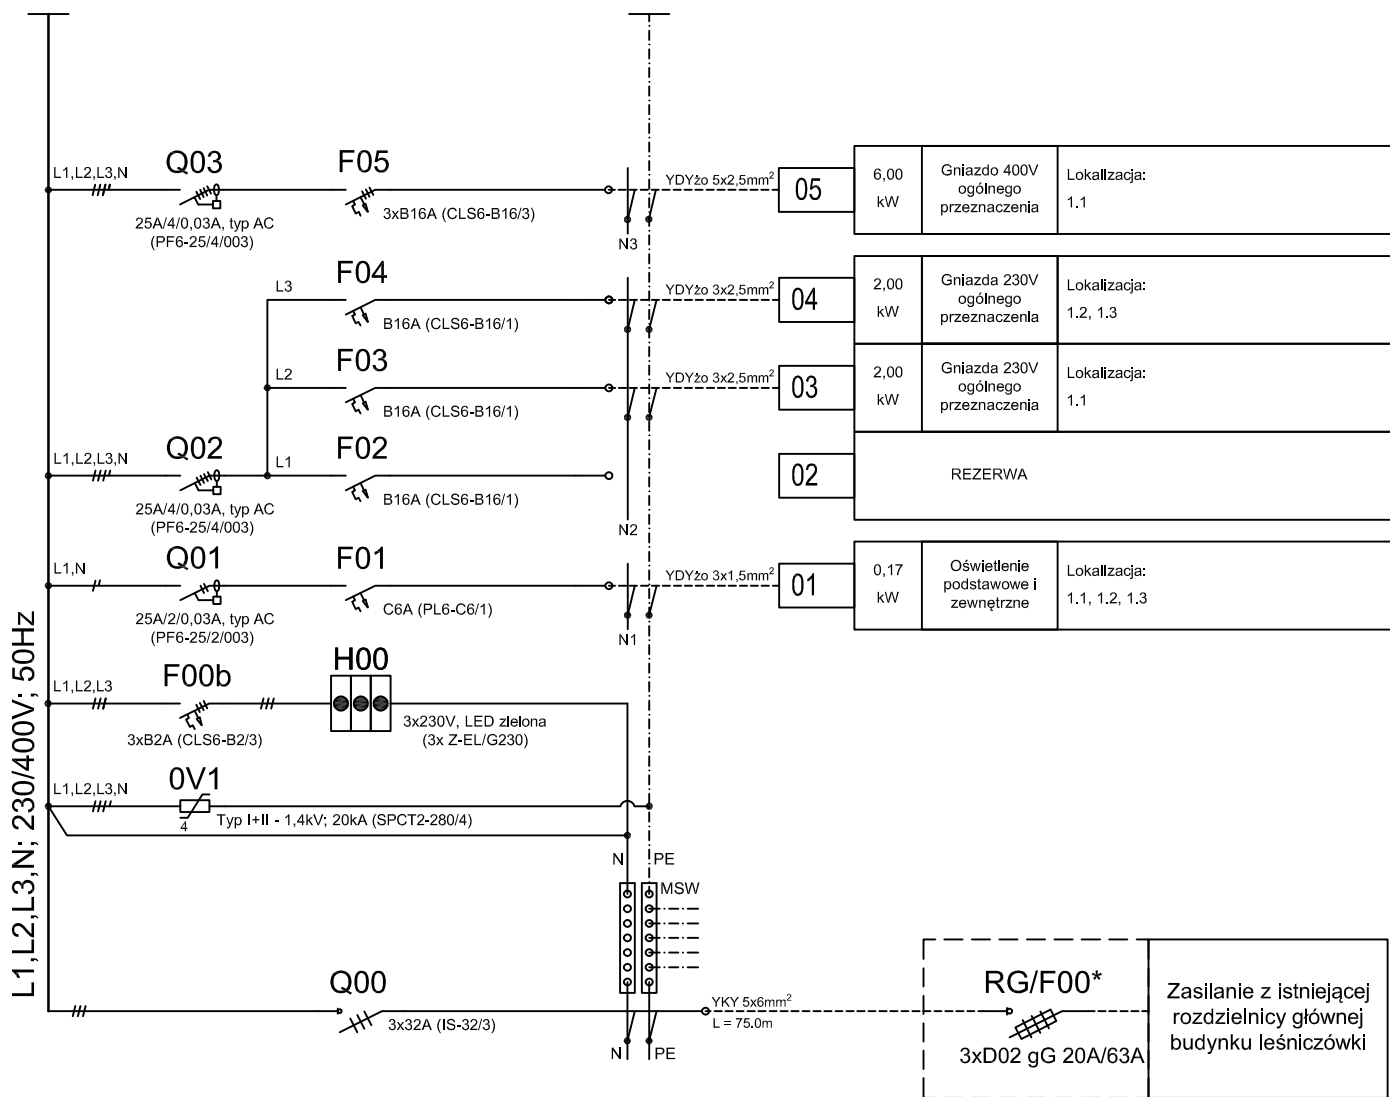 Q03
F05
L1,L2,L3,N
25A/4/0,03A, typ AC
(PF6-25/4/003)
3xB16A (CLS6-B16/3)
N3
YDYżo 5x2,5mm²
05
6,00
kW
Gniazdo 400V
ogólnego
przeznaczenia
Lokalizacja:
1.1
F04
L3
B16A (CLS6-B16/1)
YDYżo 3x2,5mm²
04
2,00
kW
Gniazda 230V
ogólnego
przeznaczenia
Lokalizacja:
1.2, 1.3
F03
L2
B16A (CLS6-B16/1)
YDYżo 3x2,5mm²
03
2,00
kW
Gniazda 230V
ogólnego
przeznaczenia
Lokalizacja:
1.1
Q02
F02
L1,L2,L3,N
L1
25A/4/0,03A, typ AC
(PF6-25/4/003)
B16A (CLS6-B16/1)
N2
02
REZERWA
Q01
F01
L1,N
25A/2/0,03A, typ AC
(PF6-25/2/003)
C6A (PL6-C6/1)
N1
YDYżo 3x1,5mm²
01
0,17
kW
Oświetlenie
podstawowe i
zewnętrzne
Lokalizacja:
1.1, 1.2, 1.3
F00b
H00
L1,L2,L3
3xB2A (CLS6-B2/3)
3x230V, LED zielona
(3x Z-EL/G230)
0V1
L1,L2,L3,N
4
Typ I+II - 1,4kV; 20kA (SPCT2-280/4)
N
PE
MSW
L1,L2,L3,N; 230/400V; 50Hz
Q00
3x32A (IS-32/3)
N
PE
YKY 5x6mm²
L = 75.0m
RG/F00*
3xD02 gG 20A/63A
Zasilanie z istniejącej
rozdzielnicy głównej
budynku leśniczówki